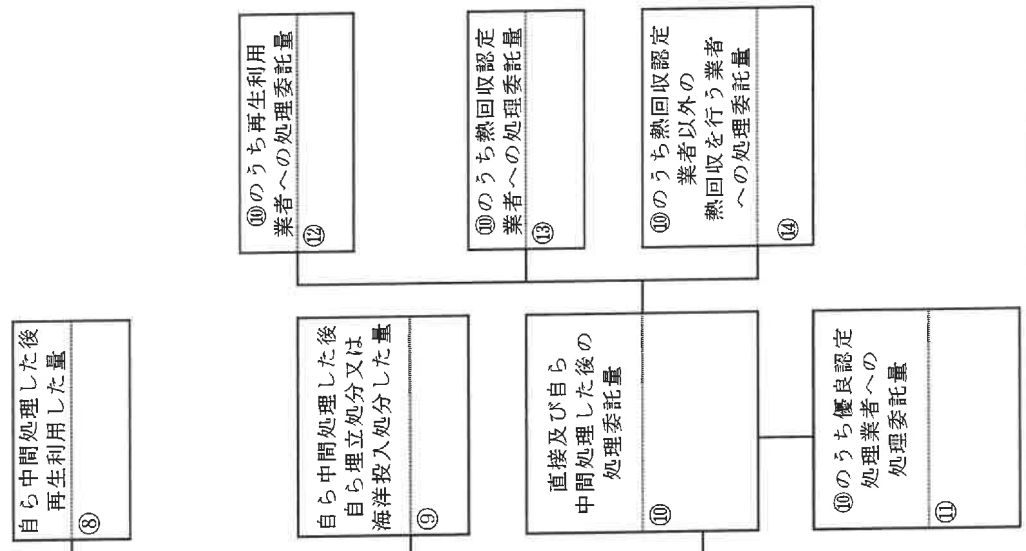 自ら中間処理した後
再生利用した量
⑧
自ら中間処理した後
自ら埋立処分又は
海洋投入処分した量
⑨
直接及び自ら
中間処理した後の
処理委託量
⑩
⑩のうち優良認定
処理業者への
処理委託量
⑪
⑩のうち再生利用
業者への処理委託量
⑫
⑩のうち熱回収認定
業者への処理委託量
⑬
⑩のうち熱回収認定
業者以外の
熱回収を行う業者
への処理委託量
⑭